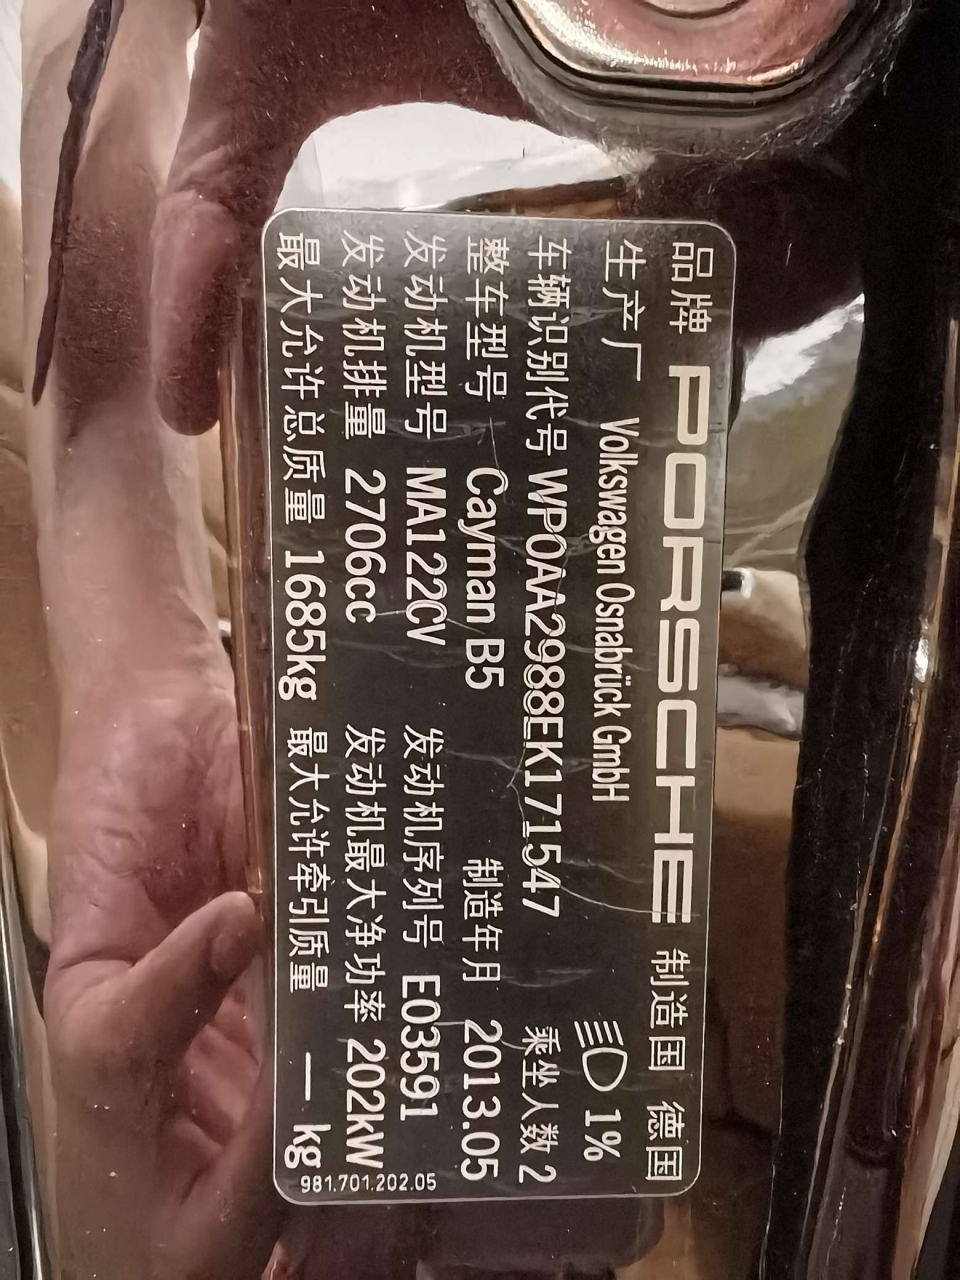 品牌 PORSCHE 制造国 德国
生产厂 Volkswagen Osnabrück GmbH 1%
车辆识别代号 WP0AA2988EK171547 乘坐人数 2
整车型号 Cayman B5 制造年月 2013.05
发动机型号 MA122CV 发动机序列号 E03591
发动机排量 2706cc 发动机最大净功率 202kW
最大允许总质量 1685kg 最大允许牵引质量 — kg
981.701.202.05